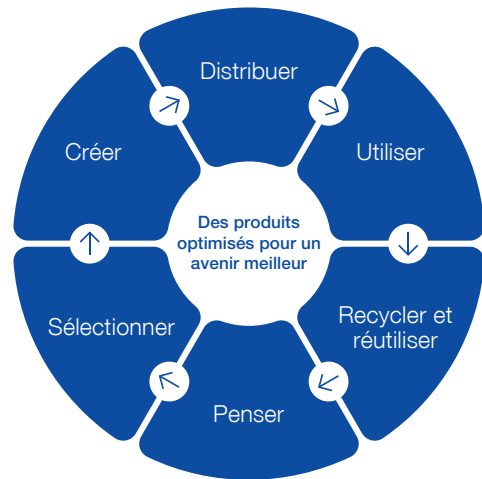 Distribuer
Utiliser
Recycler et
réutiliser
Penser
Sélectionner
Créer
Des produits
optimisés pour un
avenir meilleur